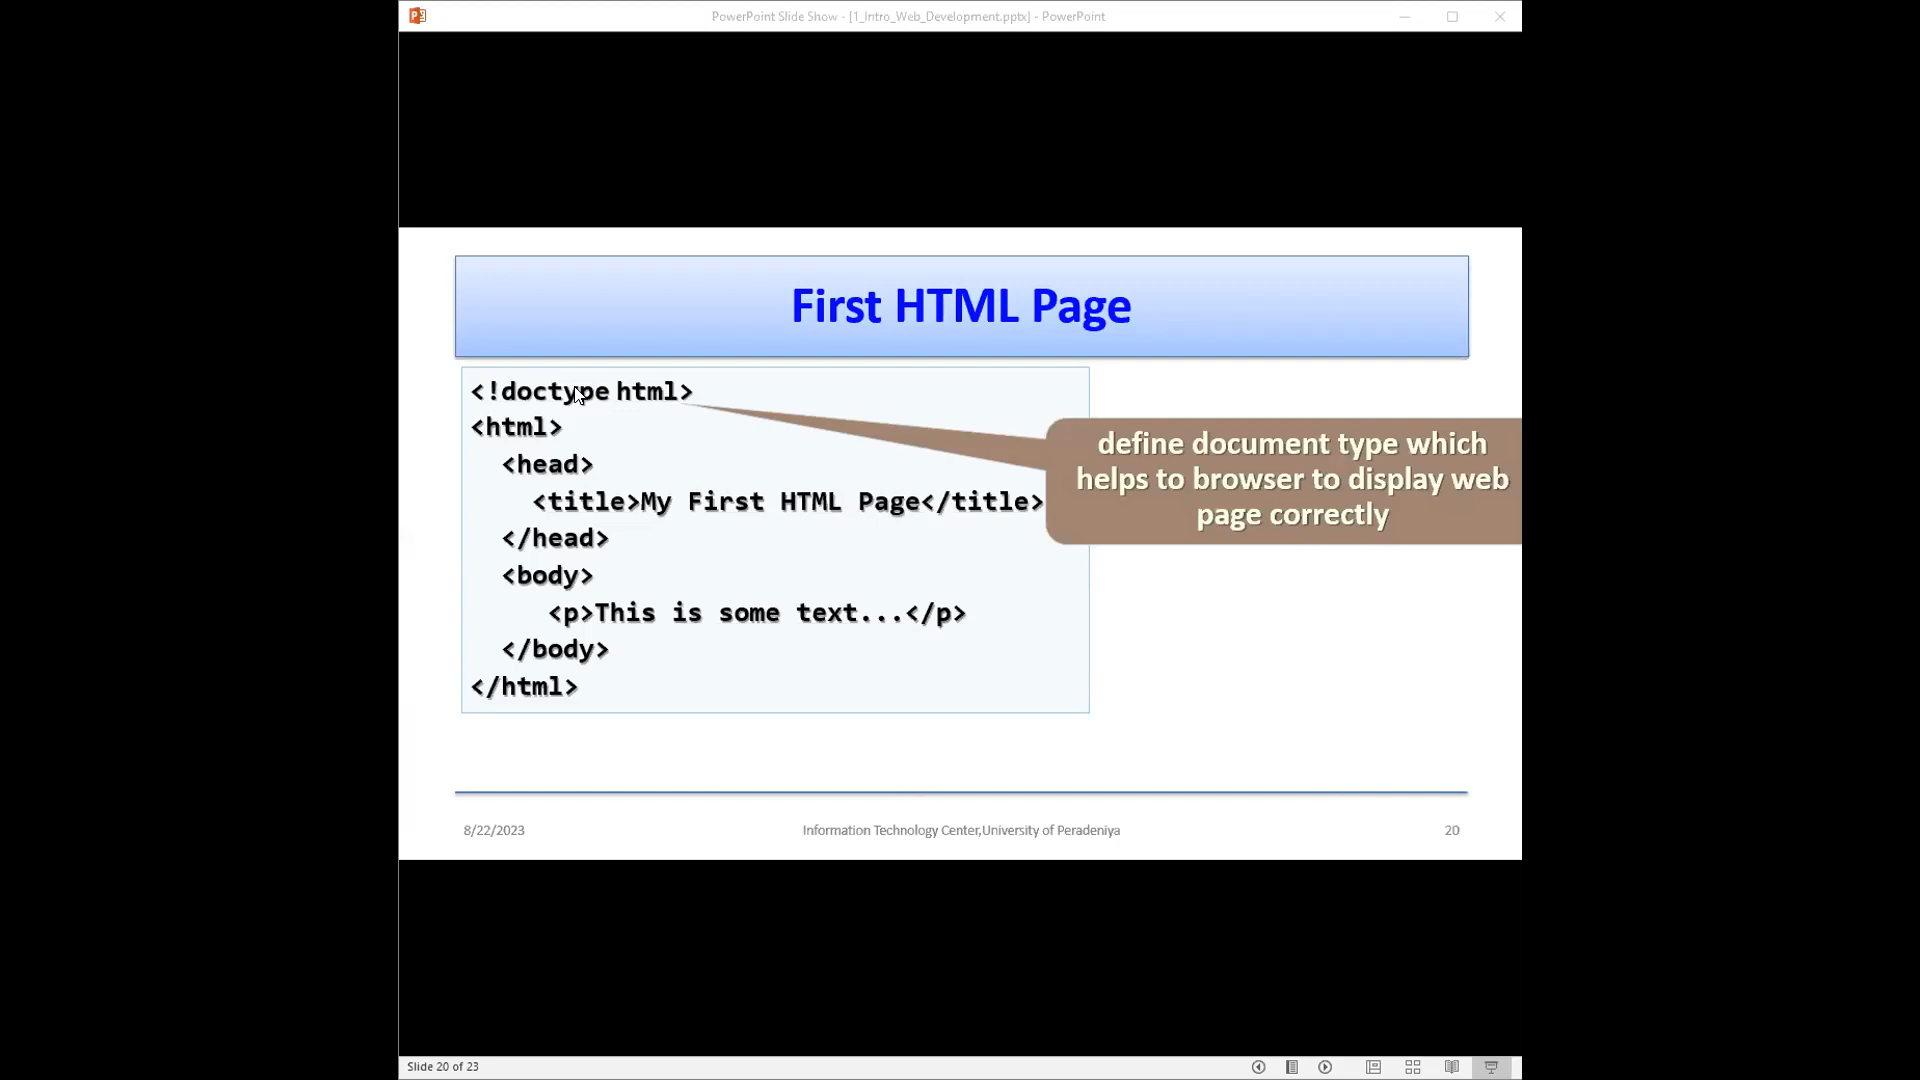 PowerPoint Slide Show - [1_Intro_Web_Development.pptx] - PowerPoint
First HTML Page
<!doctype html>
<html>
<head>
<title>My First HTML Page</title>
</head>
<body>
<p>This is some text...</p>
</body>
</html>
define document type which
helps to browser to display web
page correctly
8/22/2023
Information Technology Center,University of Peradeniya
20
Slide 20 of 23